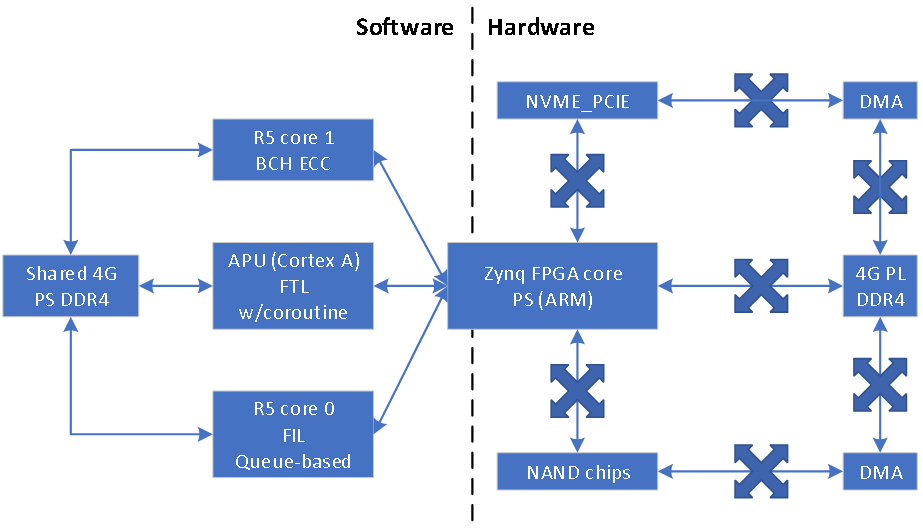 Software
Hardware
NVME_PCIE
DMA
R5 core 1
BCH ECC
Shared 4G
PS DDR4
APU (Cortex A)
FTL
w/coroutine
Zynq FPGA core
PS (ARM)
4G PL
DDR4
R5 core 0
FIL
Queue-based
NAND chips
DMA